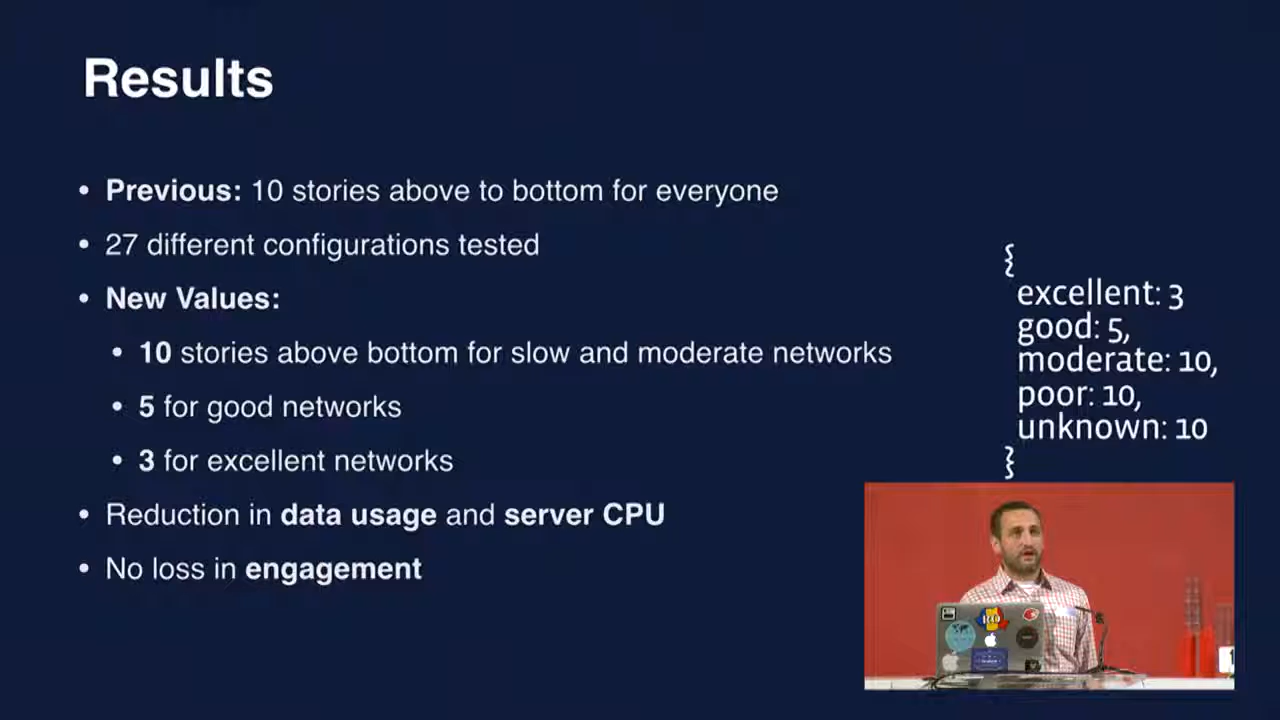 Results
• Previous: 10 stories above to bottom for everyone
• 27 different configurations tested
• New Values:
• 10 stories above bottom for slow and moderate networks
• 5 for good networks
• 3 for excellent networks
• Reduction in data usage and server CPU
• No loss in engagement
{
excellent: 3
good: 5,
moderate: 10,
poor: 10,
unknown: 10
}